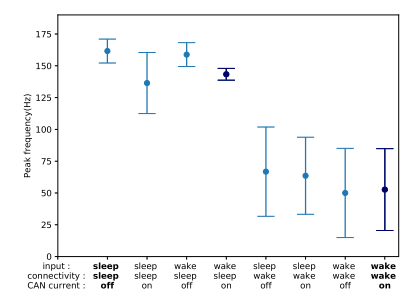 175
150
125
100
75
50
25
0
Peak frequency(Hz)
input : sleep sleep wake wake sleep sleep wake wake
connectivity : sleep sleep sleep sleep wake wake wake wake
CAN current : off on off on off on off on